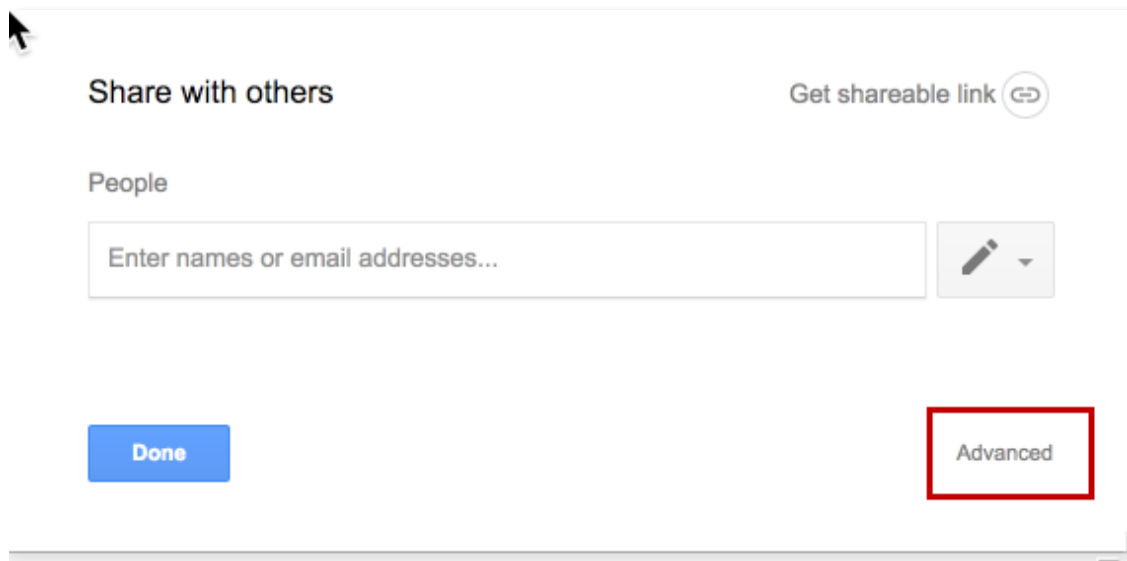 Share with others
Get shareable link
People
Enter names or email addresses...
Done
Advanced